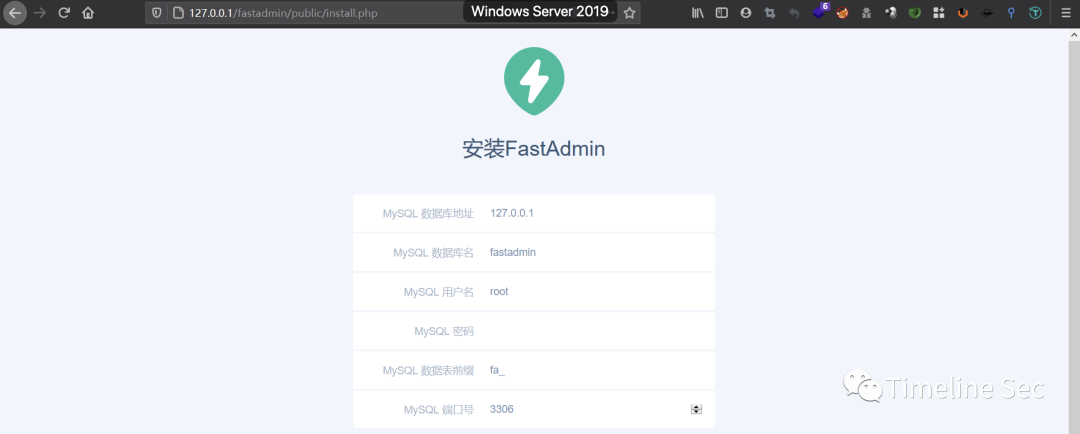 127.0.0.1/fastadmin/public/install.php
Windows Server 2019
6
安装FastAdmin
MySQL 数据库地址 127.0.0.1
MySQL 数据库名 fastadmin
MySQL 用户名 root
MySQL 密码
MySQL 数据表前缀 fa_
MySQL 端口号 3306
Timeline Sec